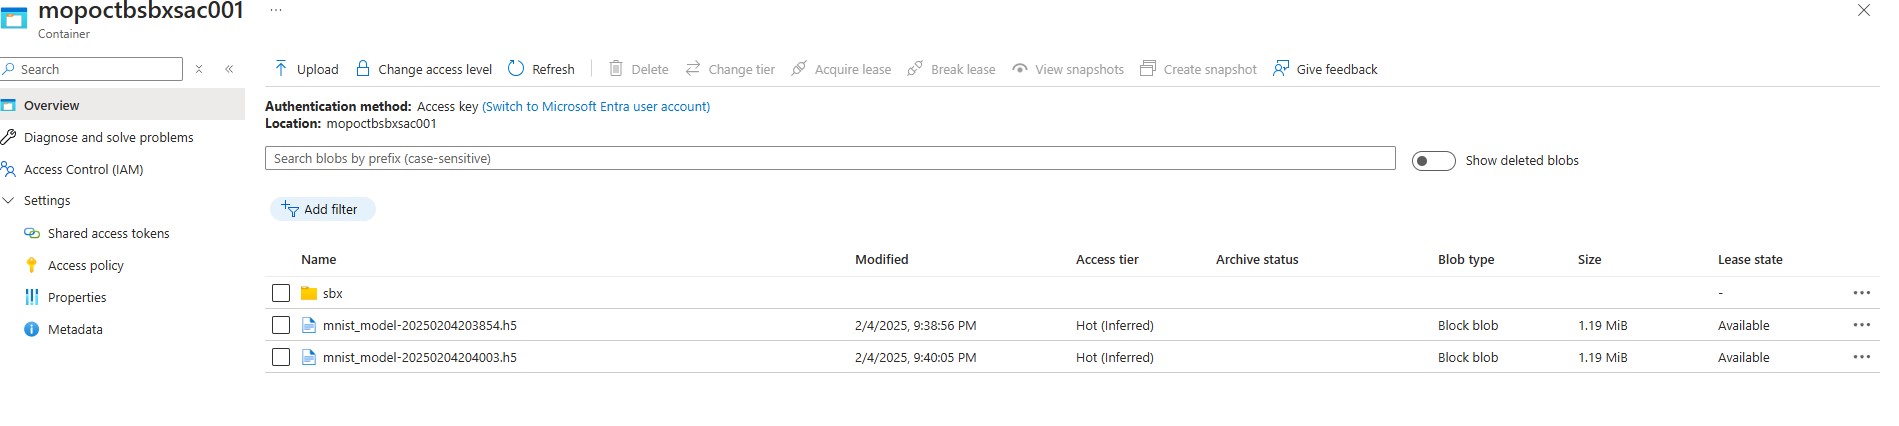 mopoctbsbxsac001 ...
Container
Search
Upload Change access level Refresh Delete Change tier Acquire lease Break lease View snapshots Create snapshot Give feedback
Overview
Diagnose and solve problems
Access Control (IAM)
Settings
Shared access tokens
Access policy
Properties
Metadata
Authentication method: Access key (Switch to Microsoft Entra user account)
Location: mopoctbsbxsac001
Search blobs by prefix (case-sensitive)
Show deleted blobs
Add filter
Name Modified Access tier Archive status Blob type Size Lease state
sbx - ...
mnist_model-20250204203854.h5 2/4/2025, 9:38:56 PM Hot (Inferred) Block blob 1.19 MiB Available ...
mnist_model-20250204204003.h5 2/4/2025, 9:40:05 PM Hot (Inferred) Block blob 1.19 MiB Available ...